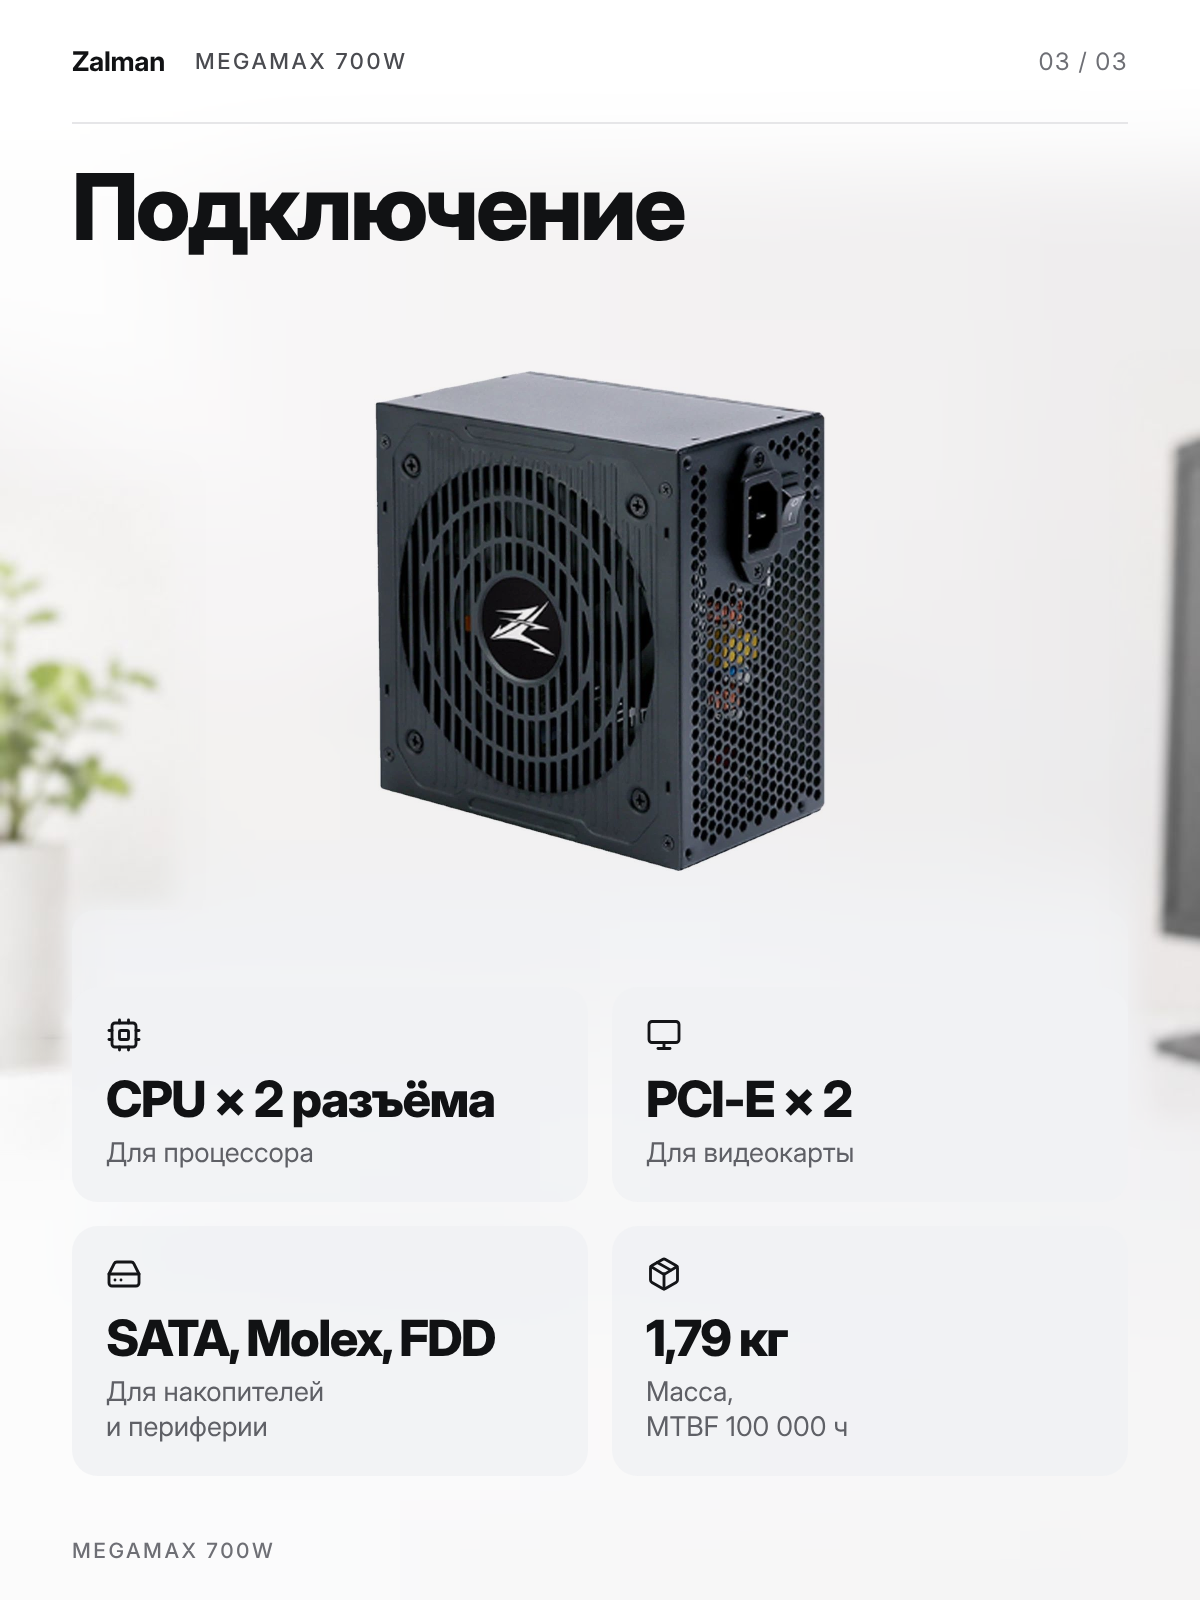 Zalman MEGAMAX 700W 03 / 03
Подключение
CPU × 2 разъёма
Для процессора
PCI-E × 2
Для видеокарты
SATA, Molex, FDD
Для накопителей
и периферии
1,79 кг
Масса,
MTBF 100 000 ч
MEGAMAX 700W